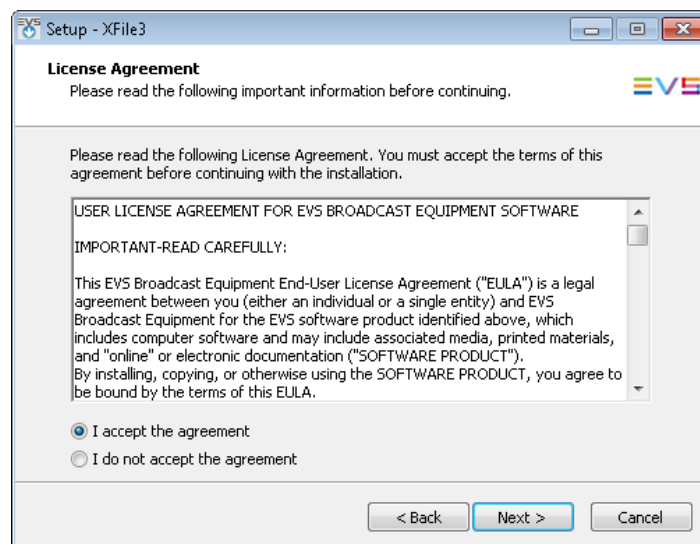 EVS
Setup - XFile3
License Agreement
Please read the following important information before continuing.
EVS
Please read the following License Agreement. You must accept the terms of this
agreement before continuing with the installation.
USER LICENSE AGREEMENT FOR EVS BROADCAST EQUIPMENT SOFTWARE
IMPORTANT-READ CAREFULLY:
This EVS Broadcast Equipment End-User License Agreement ("EULA") is a legal
agreement between you (either an individual or a single entity) and EVS
Broadcast Equipment for the EVS software product identified above, which
includes computer software and may include associated media, printed materials,
and "online" or electronic documentation ("SOFTWARE PRODUCT").
By installing, copying, or otherwise using the SOFTWARE PRODUCT, you agree to
be bound by the terms of this EULA.
I accept the agreement
I do not accept the agreement
< Back
Next >
Cancel